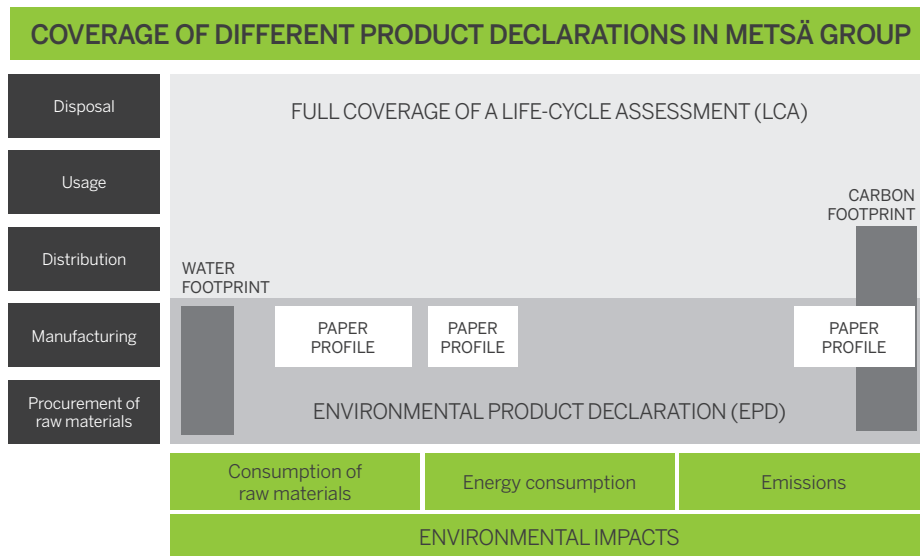 COVERAGE OF DIFFERENT PRODUCT DECLARATIONS IN METSÄ GROUP
Disposal
FULL COVERAGE OF A LIFE-CYCLE ASSESSMENT (LCA)
Usage
CARBON
FOOTPRINT
Distribution
WATER
FOOTPRINT
Manufacturing
PAPER
PROFILE
PAPER
PROFILE
PAPER
PROFILE
Procurement of
raw materials
ENVIRONMENTAL PRODUCT DECLARATION (EPD)
Consumption of
raw materials
Energy consumption
Emissions
ENVIRONMENTAL IMPACTS